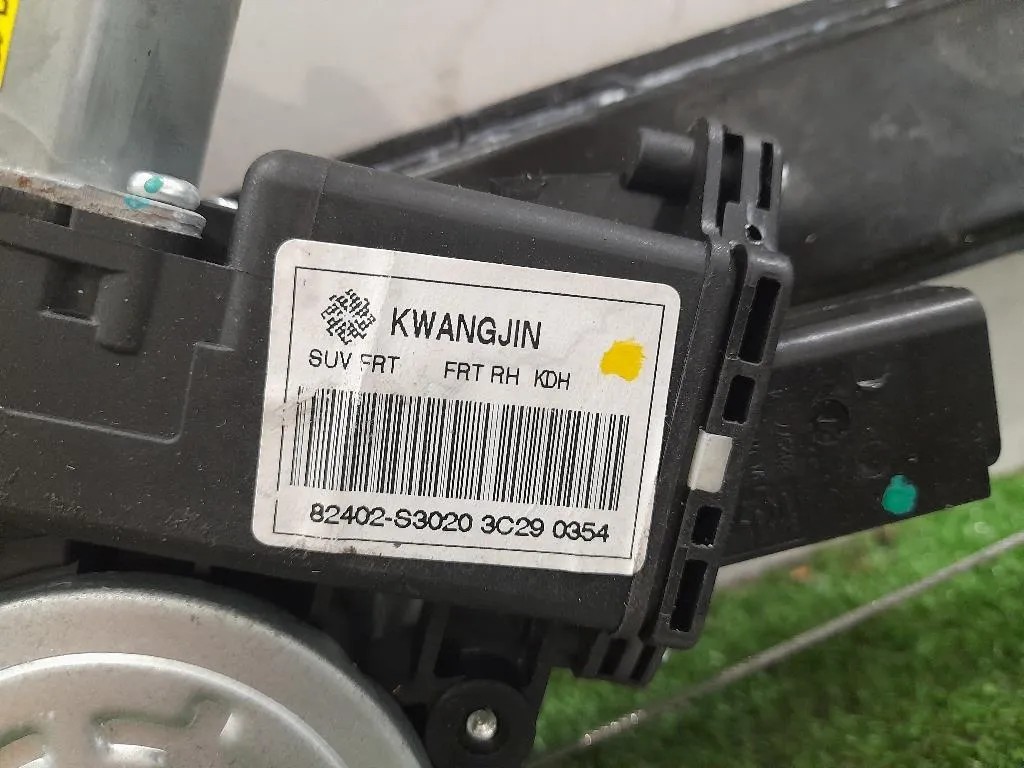 KWANGJIN
SUV FRT FRT RH KDH
82402-S3020 3C29 0354